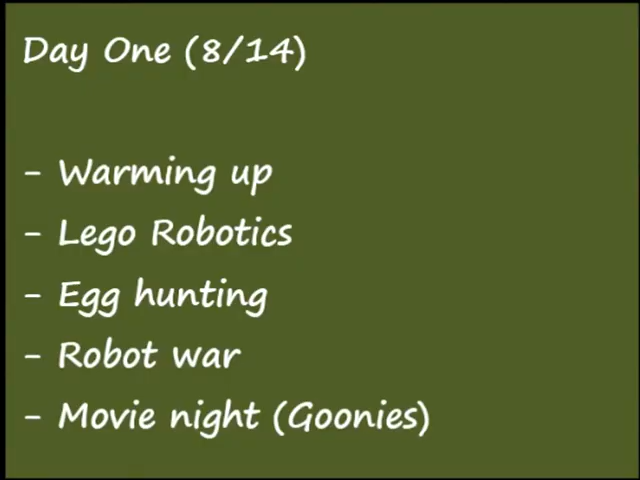 Day One (8/14)
- Warming up
- Lego Robotics
- Egg hunting
- Robot war
- Movie night (Goonies)